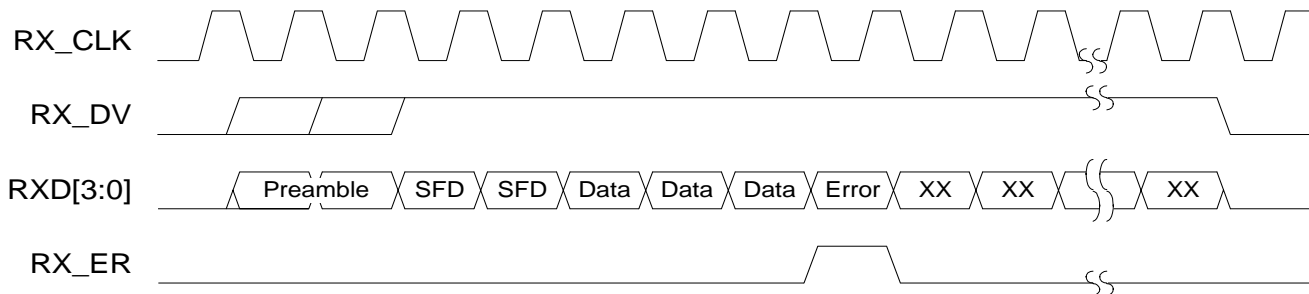 RX_CLK
RX_DV
RXD[3:0] Preamble SFD SFD Data Data Data Error XX XX XX
RX_ER